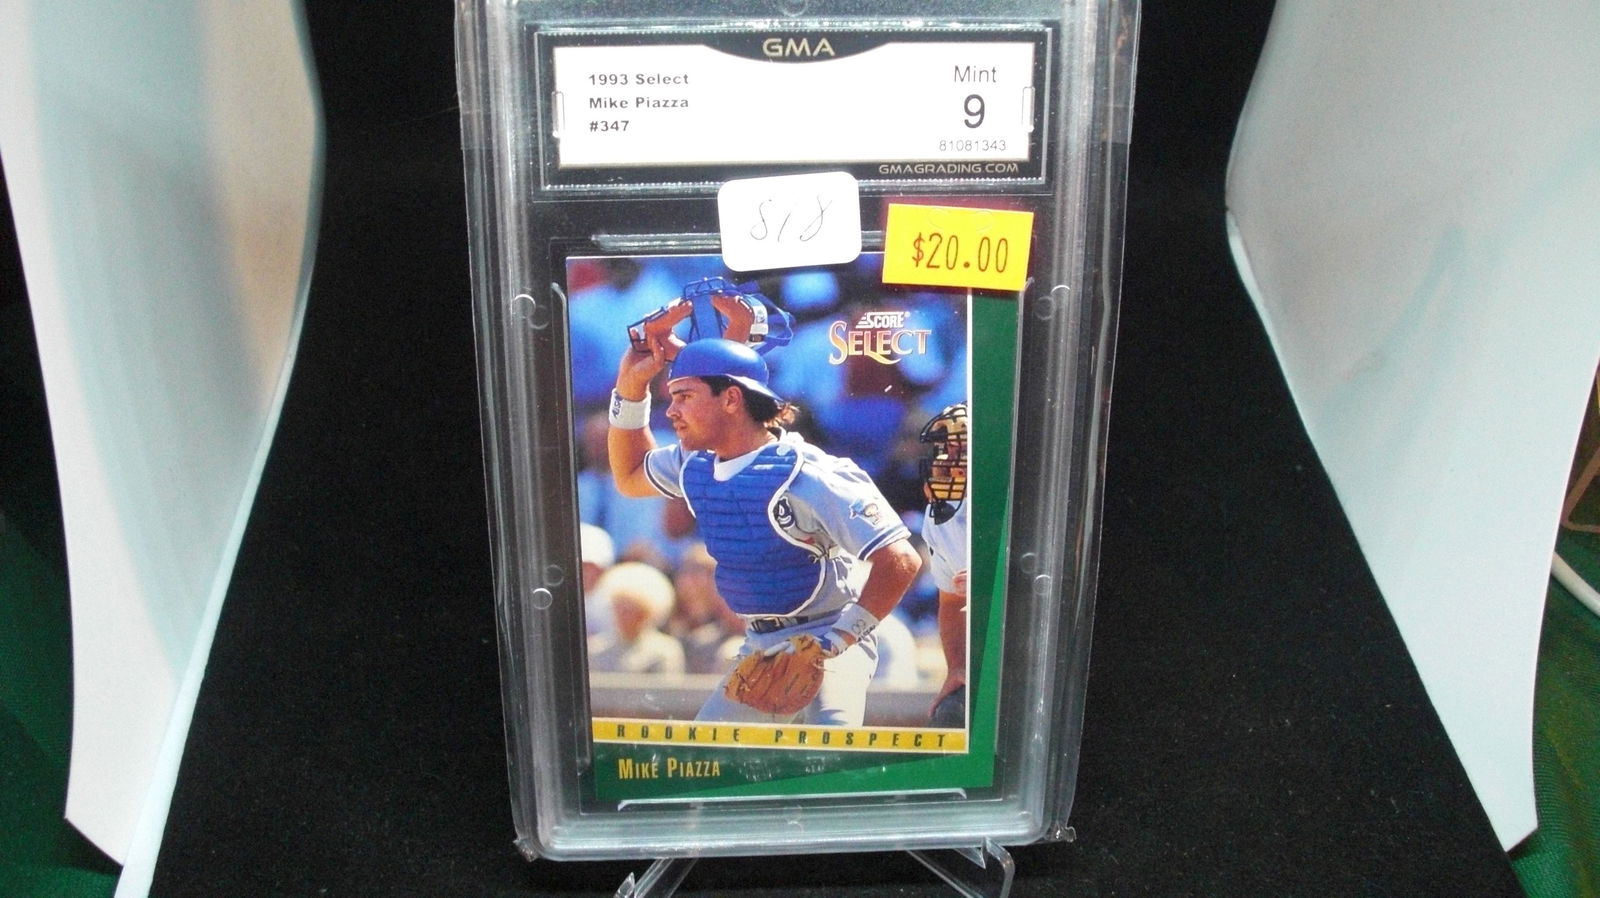 GMA
1993 Select
Mike Piazza
#347
Mint
9
81081343
GMAGRADING.COM
$20.00
SCORE®
SELECT
ROOKIE PROSPECT
MIKE PIAZZA